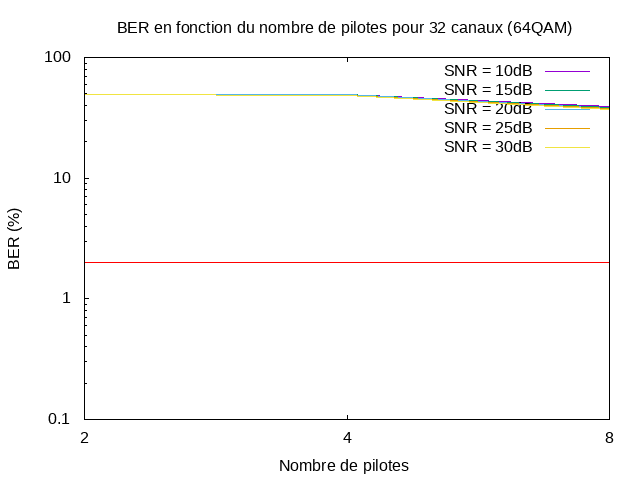 BER en fonction du nombre de pilotes pour 32 canaux (64QAM)
100
10
1
0.1
BER (%)
SNR = 10dB
SNR = 15dB
SNR = 20dB
SNR = 25dB
SNR = 30dB
2 4 8
Nombre de pilotes